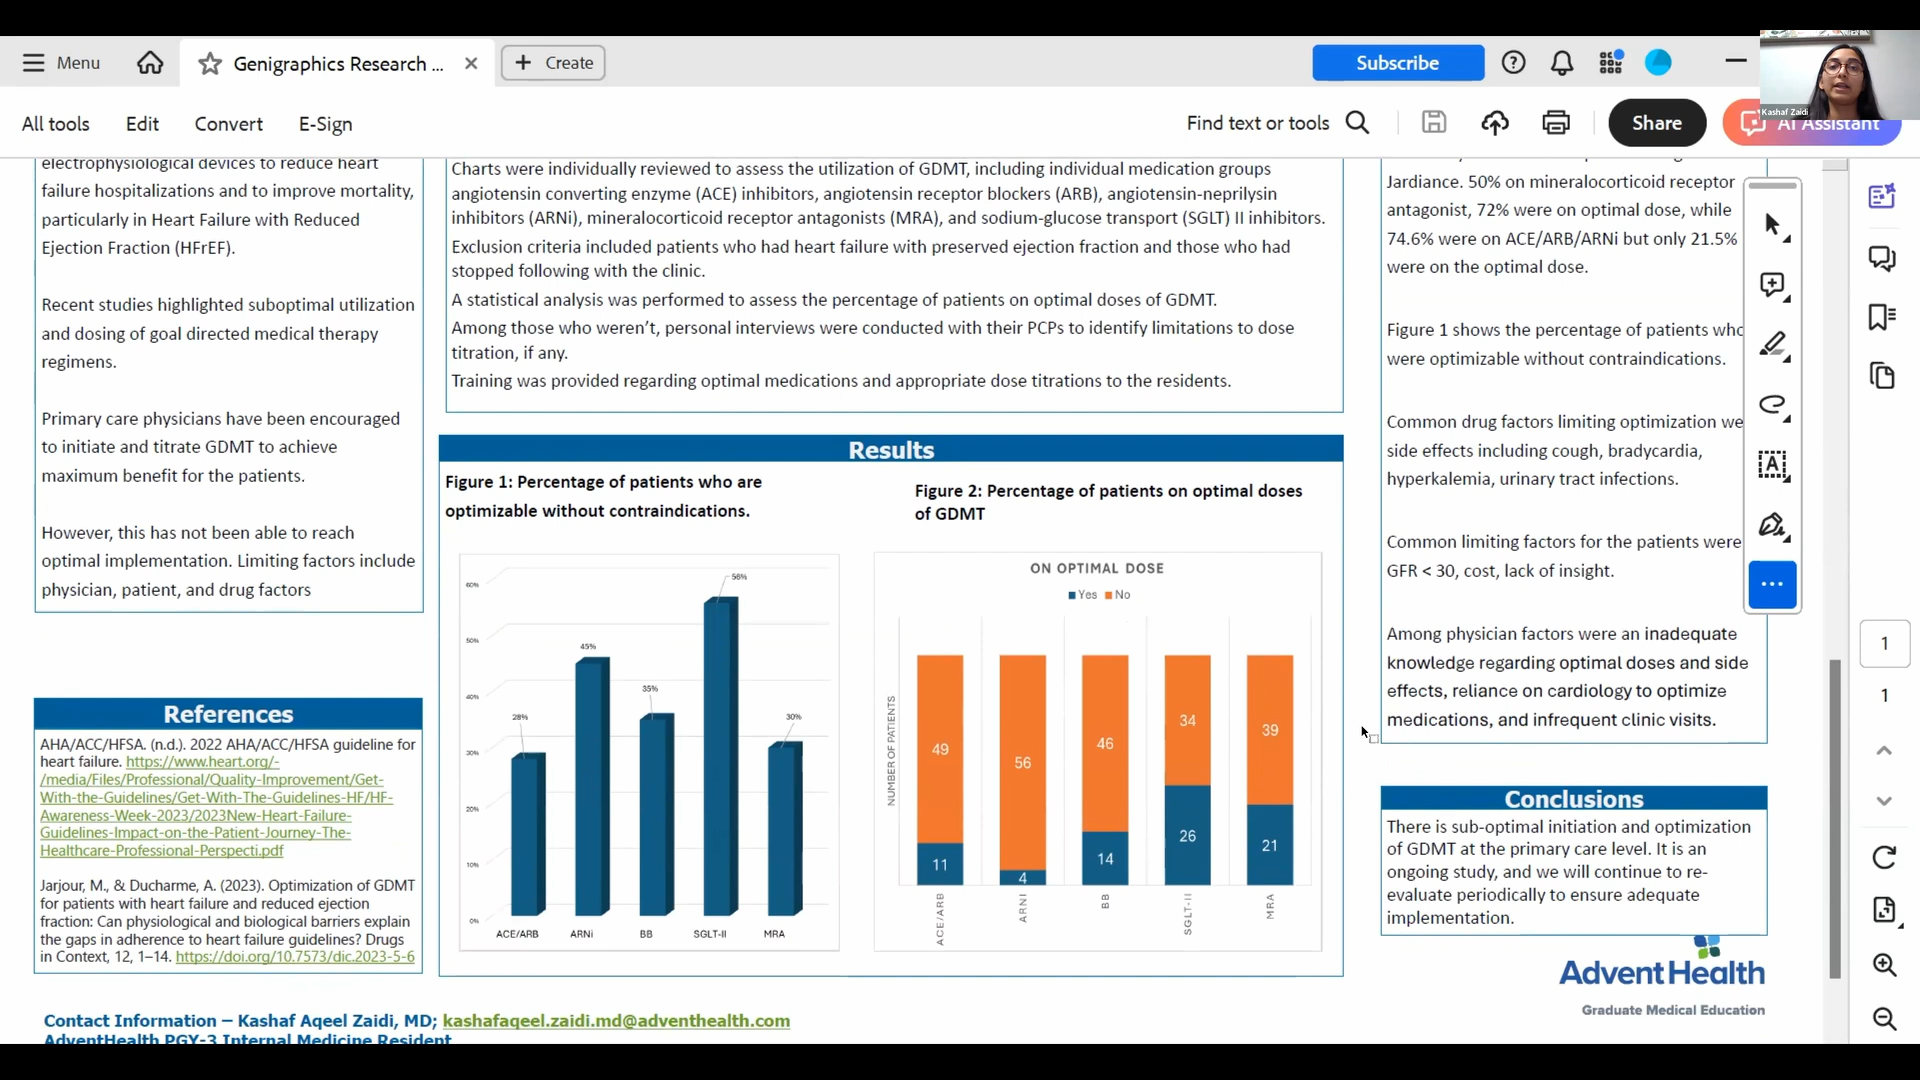 Menu
Genigraphics Research ...
Create
Subscribe
Kashaf Zaidi
All tools
Edit
Convert
E-Sign
Find text or tools
Share
AI Assistant
electrophysiological devices to reduce heart
failure hospitalizations and to improve mortality,
particularly in Heart Failure with Reduced
Ejection Fraction (HFrEF).
Recent studies highlighted suboptimal utilization
and dosing of goal directed medical therapy
regimens.
Primary care physicians have been encouraged
to initiate and titrate GDMT to achieve
maximum benefit for the patients.
However, this has not been able to reach
optimal implementation. Limiting factors include
physician, patient, and drug factors
References
AHA/ACC/HFSA. (n.d.). 2022 AHA/ACC/HFSA guideline for
heart failure. https://www.heart.org/-
/media/Files/Professional/Quality-Improvement/Get-
With-the-Guidelines/Get-With-The-Guidelines-HF/HF-
Awareness-Week-2023/2023New-Heart-Failure-
Guidelines-Impact-on-the-Patient-Journey-The-
Healthcare-Professional-Perspecti.pdf
Jarjour, M., & Ducharme, A. (2023). Optimization of GDMT
for patients with heart failure and reduced ejection
fraction: Can physiological and biological barriers explain
the gaps in adherence to heart failure guidelines? Drugs
in Context, 12, 1–14. https://doi.org/10.7573/dic.2023-5-6
Charts were individually reviewed to assess the utilization of GDMT, including individual medication groups
angiotensin converting enzyme (ACE) inhibitors, angiotensin receptor blockers (ARB), angiotensin-neprilysin
inhibitors (ARNi), mineralocorticoid receptor antagonists (MRA), and sodium-glucose transport (SGLT) II inhibitors.
Exclusion criteria included patients who had heart failure with preserved ejection fraction and those who had
stopped following with the clinic.
A statistical analysis was performed to assess the percentage of patients on optimal doses of GDMT.
Among those who weren't, personal interviews were conducted with their PCPs to identify limitations to dose
titration, if any.
Training was provided regarding optimal medications and appropriate dose titrations to the residents.
Results
Figure 1: Percentage of patients who are
optimizable without contraindications.
60%
50%
40%
30%
20%
10%
0%
28%
45%
35%
56%
30%
ACE/ARB
ARNi
BB
SGLT-II
MRA
Figure 2: Percentage of patients on optimal doses
of GDMT
ON OPTIMAL DOSE
Yes No
NUMBER OF PATIENTS
49
56
46
34
39
11
4
14
26
21
ACE/ARB
ARNI
BB
SGLT-II
MRA
Jardiance. 50% on mineralocorticoid receptor
antagonist, 72% were on optimal dose, while
74.6% were on ACE/ARB/ARNi but only 21.5%
were on the optimal dose.
Figure 1 shows the percentage of patients who
were optimizable without contraindications.
Common drug factors limiting optimization we
side effects including cough, bradycardia,
hyperkalemia, urinary tract infections.
Common limiting factors for the patients were
GFR < 30, cost, lack of insight.
Among physician factors were an inadequate
knowledge regarding optimal doses and side
effects, reliance on cardiology to optimize
medications, and infrequent clinic visits.
Conclusions
There is sub-optimal initiation and optimization
of GDMT at the primary care level. It is an
ongoing study, and we will continue to re-
evaluate periodically to ensure adequate
implementation.
Advent Health
Graduate Medical Education
Contact Information – Kashaf Aqeel Zaidi, MD; kashafaqeel.zaidi.md@adventhealth.com
AdventHealth PGY-3 Internal Medicine Resident
1
1